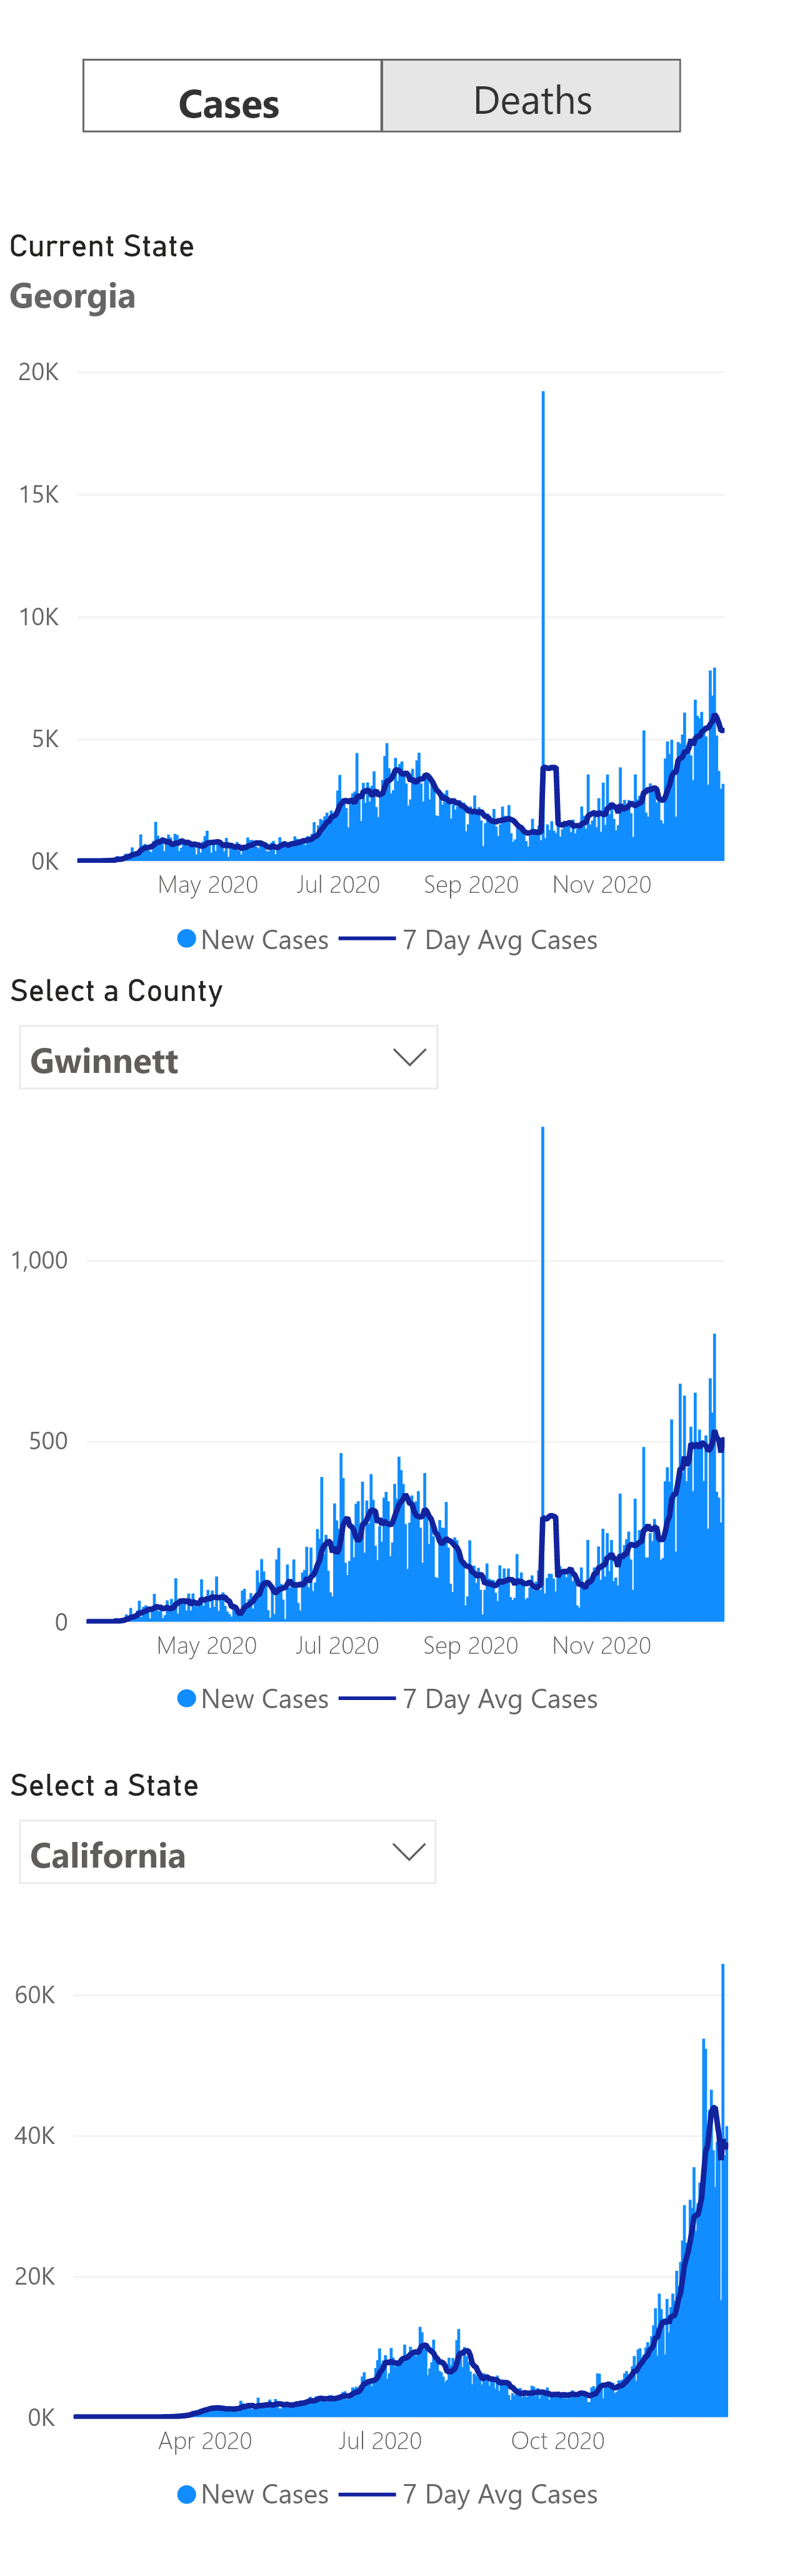 Cases Deaths
Current State
Georgia
20K
15K
10K
5K
0K
May 2020 Jul 2020 Sep 2020 Nov 2020
New Cases 7 Day Avg Cases
Select a County
Gwinnett
1,000
500
0
May 2020 Jul 2020 Sep 2020 Nov 2020
New Cases 7 Day Avg Cases
Select a State
California
60K
40K
20K
0K
Apr 2020 Jul 2020 Oct 2020
New Cases 7 Day Avg Cases